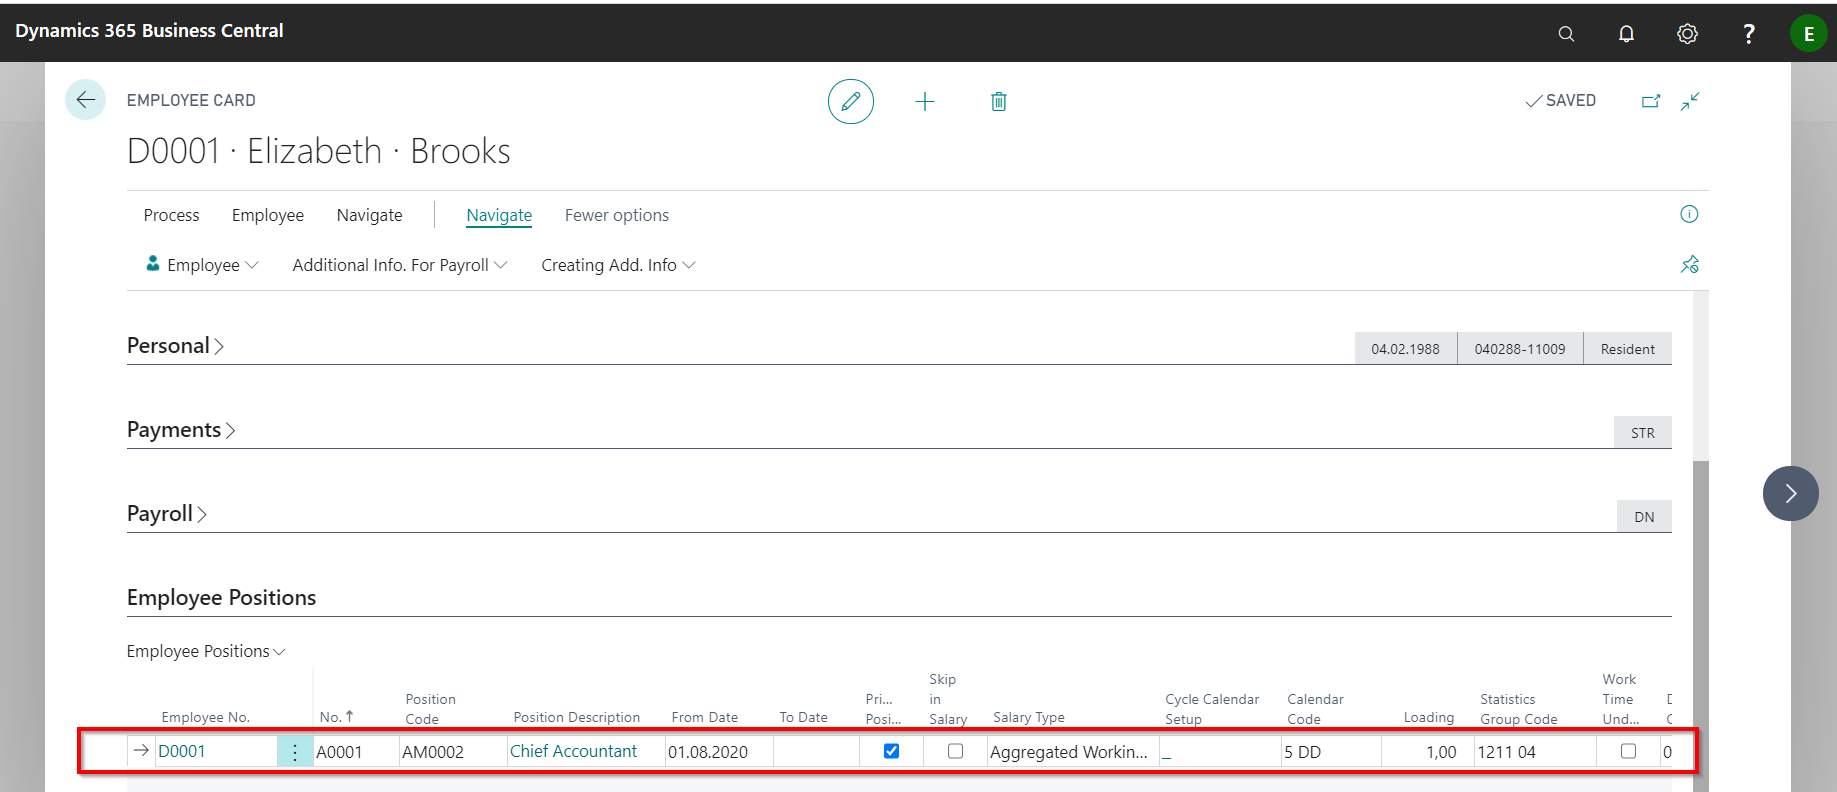 Dynamics 365 Business Central
?
E
EMPLOYEE CARD
SAVED
D0001 · Elizabeth · Brooks
Process Employee Navigate Navigate Fewer options
Employee Additional Info. For Payroll Creating Add. Info
Personal 04.02.1988 040288-11009 Resident
Payments STR
Payroll DN
Employee Positions
Employee Positions
Employee No. No. ↑ Position Code Position Description From Date To Date Pri... Posi... Skip in Salary Salary Type Cycle Calendar Setup Calendar Code Loading Statistics Group Code Work Time Und...
D0001 A0001 AM0002 Chief Accountant 01.08.2020 Aggregated Workin... _ 5 DD 1,00 1211 04 0